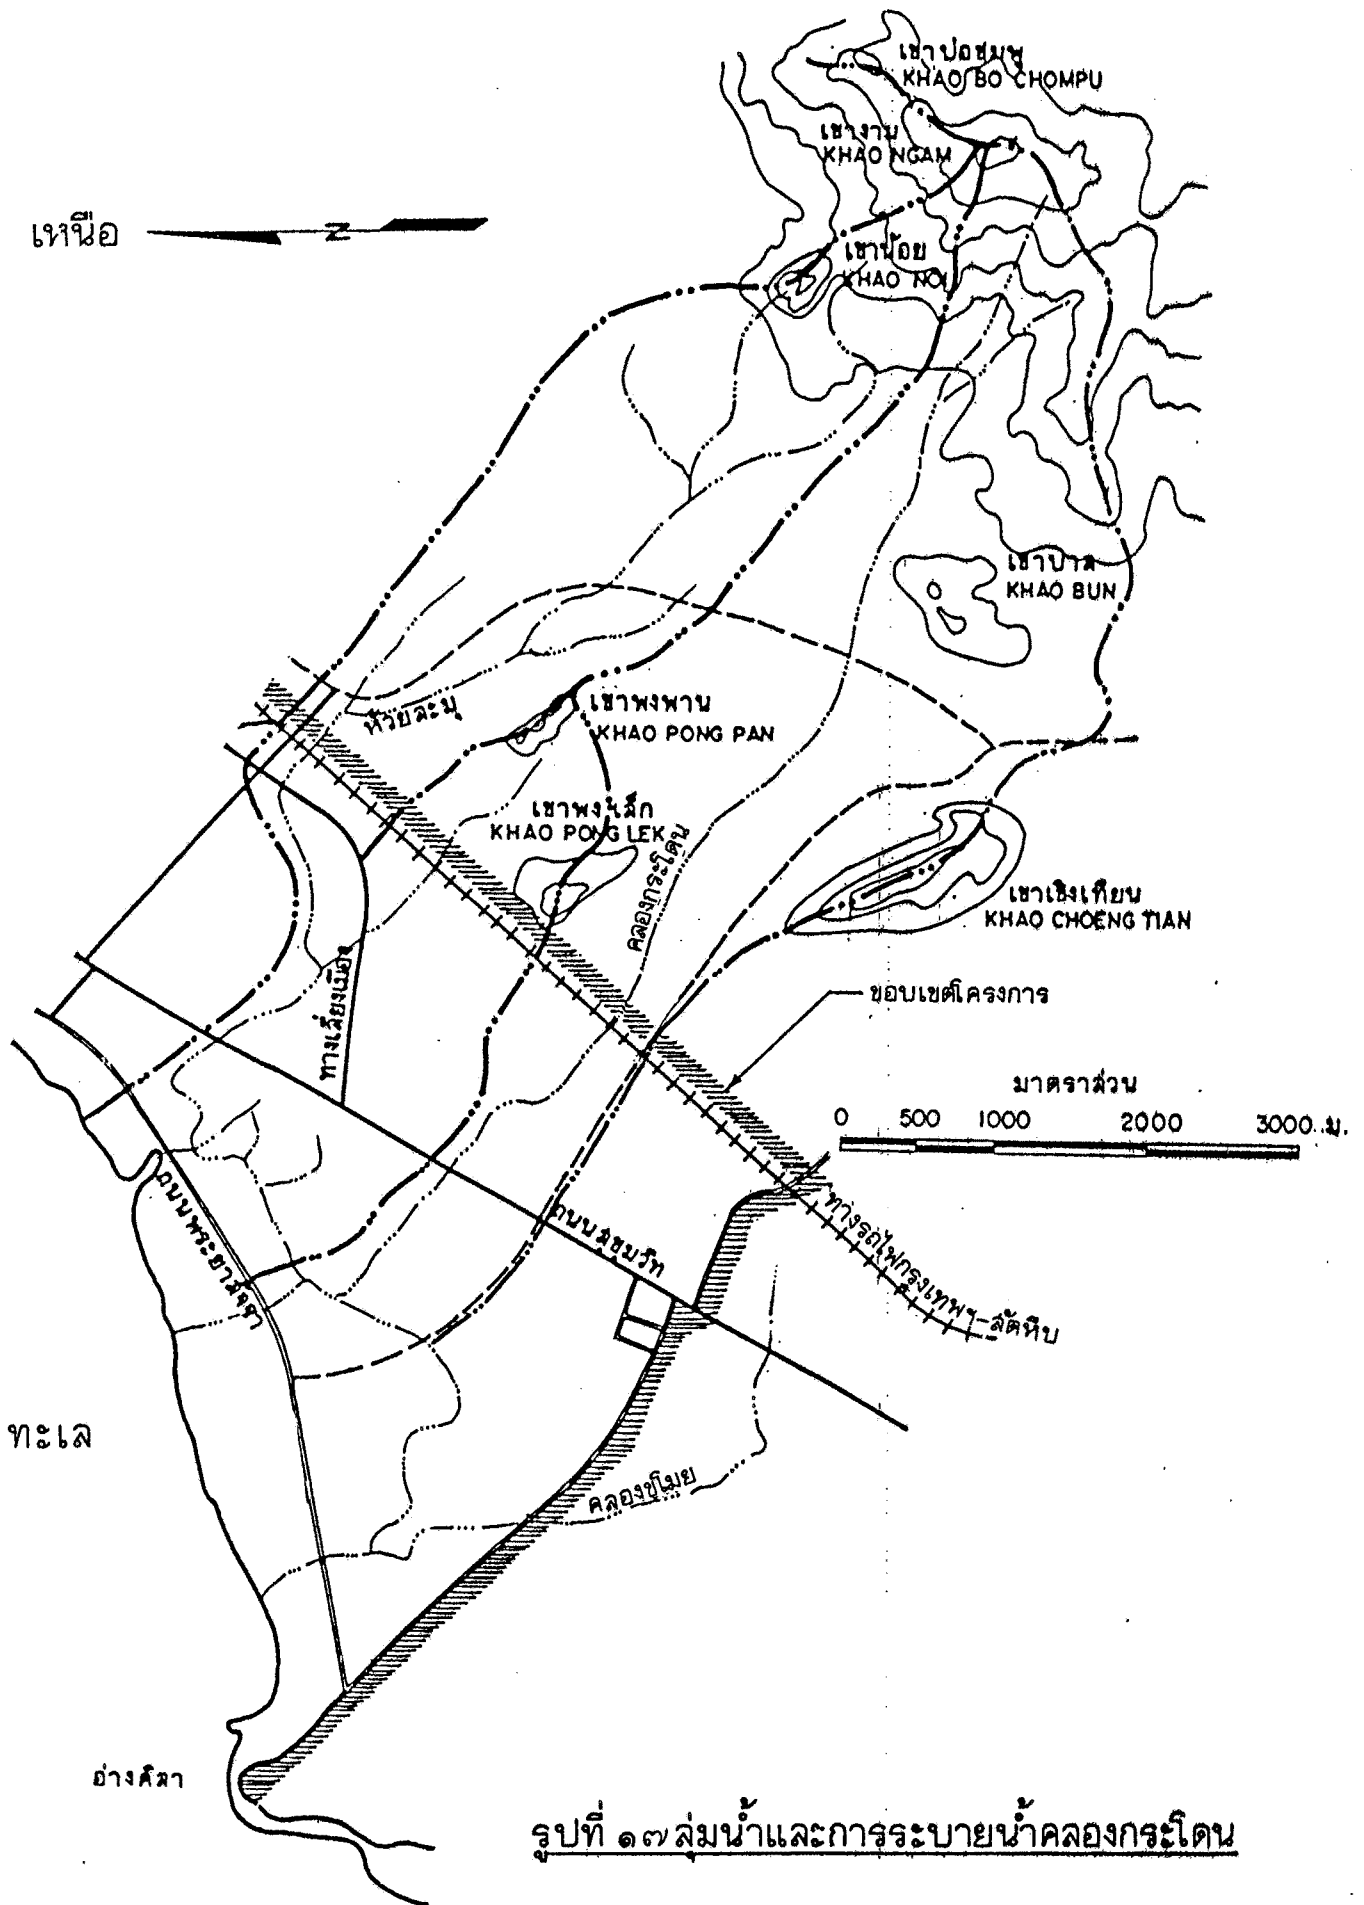 เขาบ่อชมพู
KHAO BO CHOMPU
เขางาม
KHAO NGAM
เหนือ
N
เขาน้อย
KHAO NOI
KHAO BUN
ห้วยละมุ
เขาพงพาน
KHAO PONG PAN
เขาพงเล็ก
KHAO PONG LEK
คลองกระโดน
เขาเชิงเทียน
KHAO CHOENG TIAN
ทางเลี่ยงเมือง
ขอบเขตโครงการ
มาตราส่วน
0 500 1000 2000 3000 ม.
ถนนพระยาสัจจา
ถนนสุขุมวิท
ทางรถไฟกรุงเทพฯ-สัตหีบ
ทะเล
อ่างศิลา
รูปที่ ๑๗ ลุ่มน้ำและการระบายน้ำคลองกระโดน